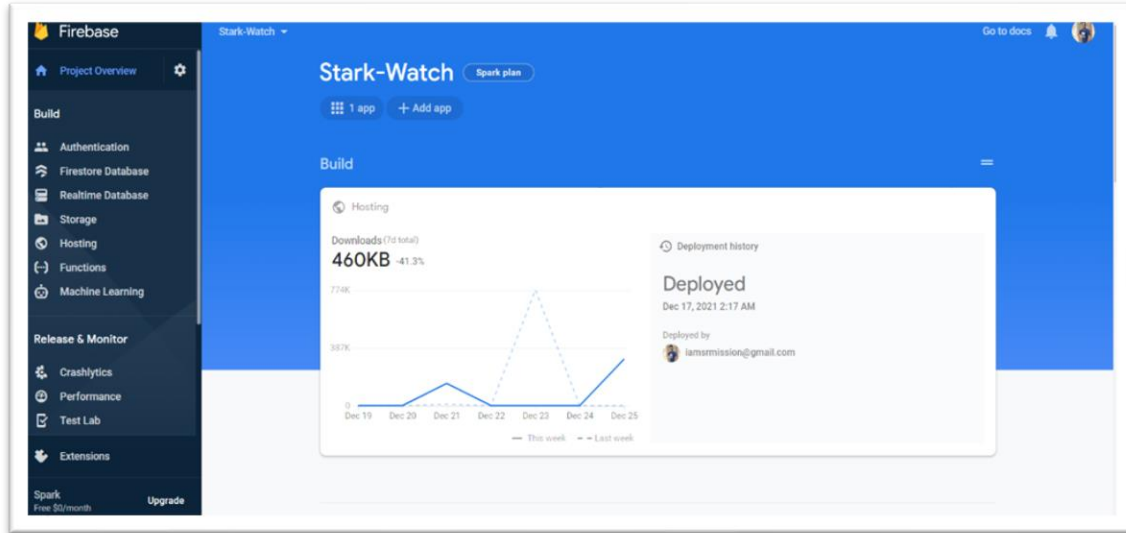 Firebase
Stark-Watch
Go to docs
Project Overview
Stark-Watch Spark plan
1 app + Add app
Build
Authentication
Firestore Database
Realtime Database
Storage
Hosting
Functions
Machine Learning
Release & Monitor
Crashlytics
Performance
Test Lab
Extensions
Spark
Free $0/month
Upgrade
Build
Hosting
Downloads (7d total)
460KB -41.3%
774K
387K
0
Dec 19 Dec 20 Dec 21 Dec 22 Dec 23 Dec 24 Dec 25
This week Last week
Deployment history
Deployed
Dec 17, 2021 2:17 AM
Deployed by
iamsrmission@gmail.com